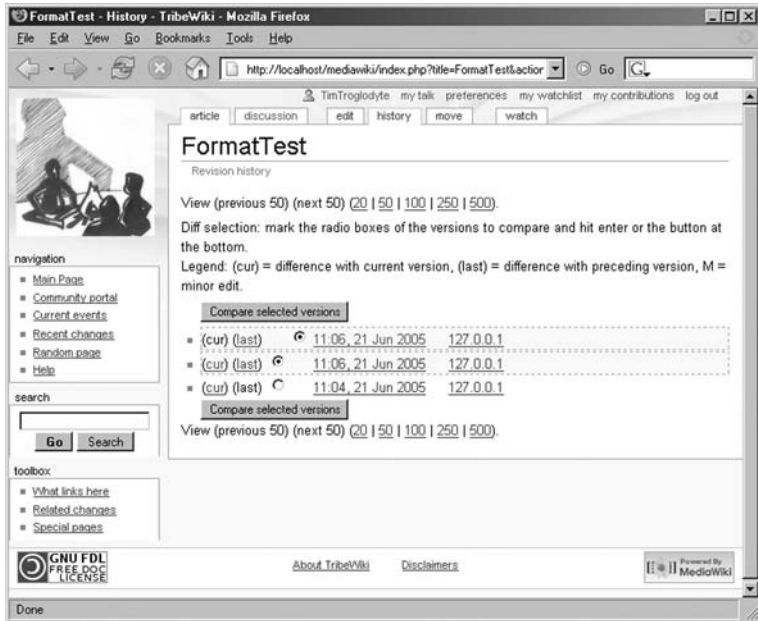 FormatTest - History - TribeWiki - Mozilla Firefox
File Edit View Go Bookmarks Tools Help
http://localhost/mediawiki/index.php?title=FormatTest&action
Go G
TimTroglodyte my talk preferences my watchlist my contributions log out
article discussion edit history move watch
FormatTest
Revision history
View (previous 50) (next 50) (20 | 50 | 100 | 250 | 500).
Diff selection: mark the radio boxes of the versions to compare and hit enter or the button at
the bottom.
Legend: (cur) = difference with current version, (last) = difference with preceding version, M =
minor edit.
Compare selected versions
(cur) (last) 11:06, 21 Jun 2005 127.0.0.1
(cur) (last) 11:06, 21 Jun 2005 127.0.0.1
(cur) (last) 11:04, 21 Jun 2005 127.0.0.1
Compare selected versions
View (previous 50) (next 50) (20 | 50 | 100 | 250 | 500).
navigation
Main Page
Community portal
Current events
Recent changes
Random page
Help
search
Go Search
toolbox
What links here
Related changes
Special pages
GNU FDL
FREE DOC
LICENSE
About TribeWiki Disclaimers
Powered By
MediaWiki
Done